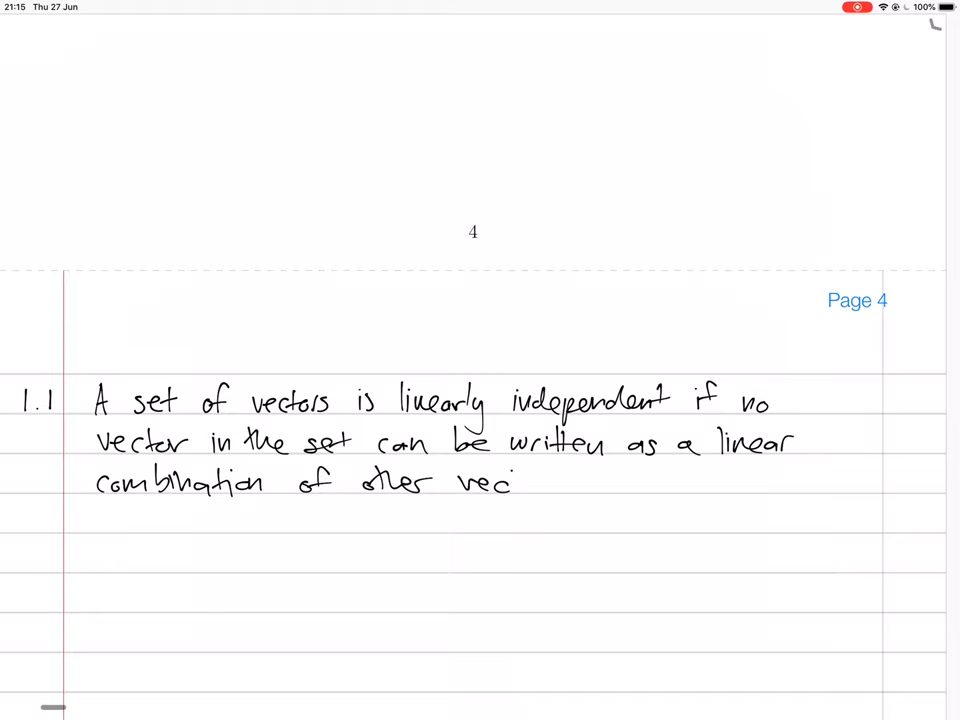 21:15 Thu 27 Jun 100%
4
Page 4
1.1 A set of vectors is linearly independent if no
vector in the set can be written as a linear
combination of other vec